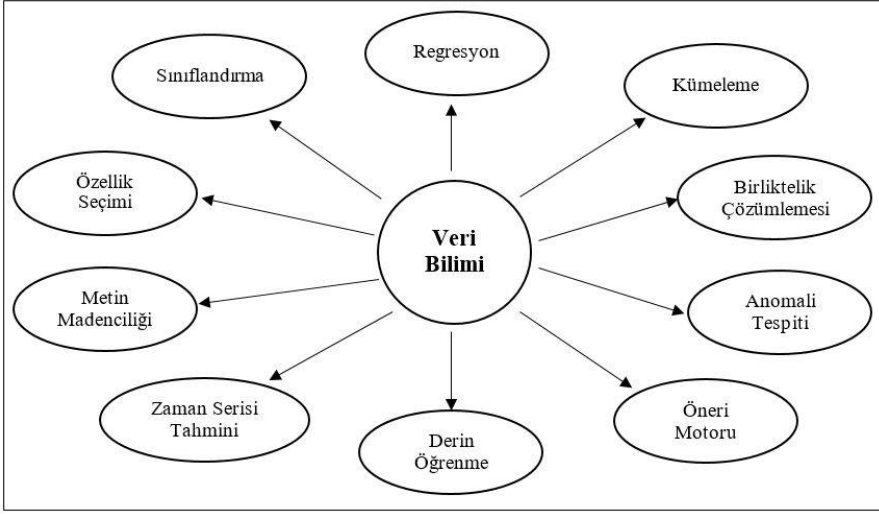 Regresyon
Sınıflandırma
Kümeleme
Özellik
Seçimi
Birliktelik
Çözümlemesi
Veri
Bilimi
Metin
Madenciliği
Anomali
Tespiti
Zaman Serisi
Tahmini
Derin
Öğrenme
Öneri
Motoru